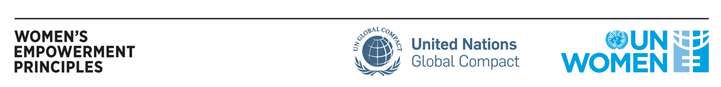 WOMEN'S
EMPOWERMENT
PRINCIPLES
UN GLOBAL COMPACT
United Nations
Global Compact
UN
WOMEN